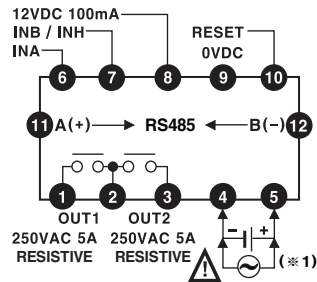 12VDC 100mA
INB / INH
INA
RESET
0VDC
6 7 8 9 10
11 A(+) RS485 B(-) 12
1 2 3 4 5
OUT1 OUT2
250VAC 5A 250VAC 5A
RESISTIVE RESISTIVE
- +
! (※1)